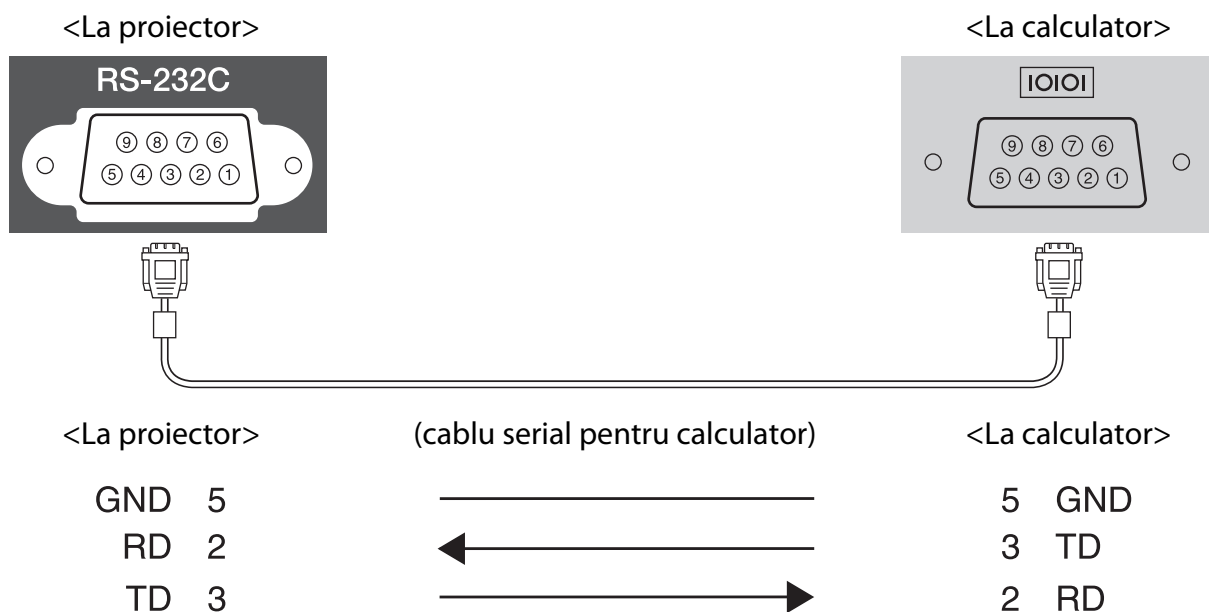 <La proiector> <La calculator>
RS-232C IOIOI
9 8 7 6 9 8 7 6
5 4 3 2 1 5 4 3 2 1
<La proiector> (cablu serial pentru calculator) <La calculator>
GND 5 5 GND
RD 2 3 TD
TD 3 2 RD